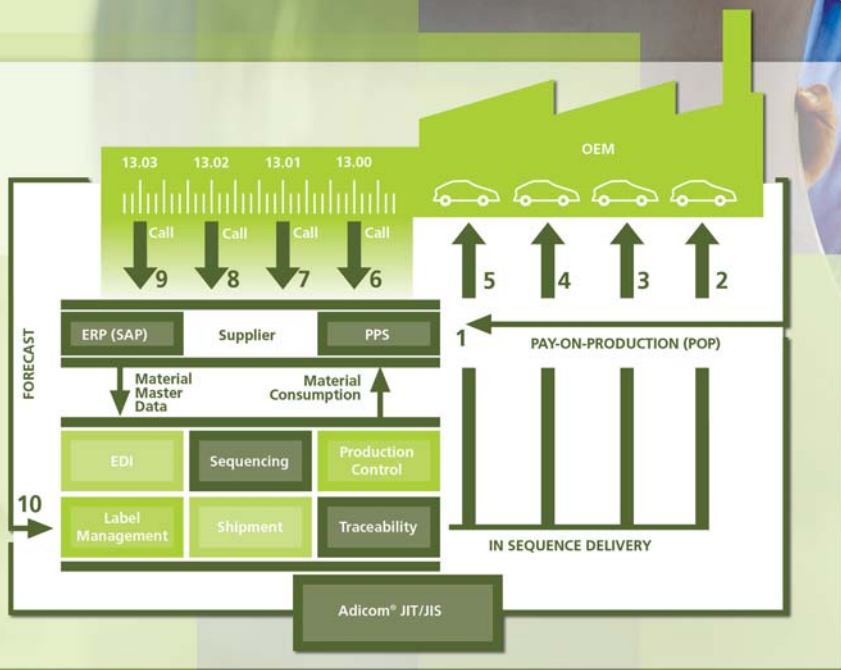 OEM
13.03 13.02 13.01 13.00
Call Call Call Call
9 8 7 6 5 4 3 2
ERP (SAP) Supplier PPS
1
PAY-ON-PRODUCTION (POP)
FORECAST
Material
Master
Data
Material
Consumption
EDI
Sequencing
Production
Control
10
Label
Management
Shipment
Traceability
IN SEQUENCE DELIVERY
Adicom® JIT/JIS